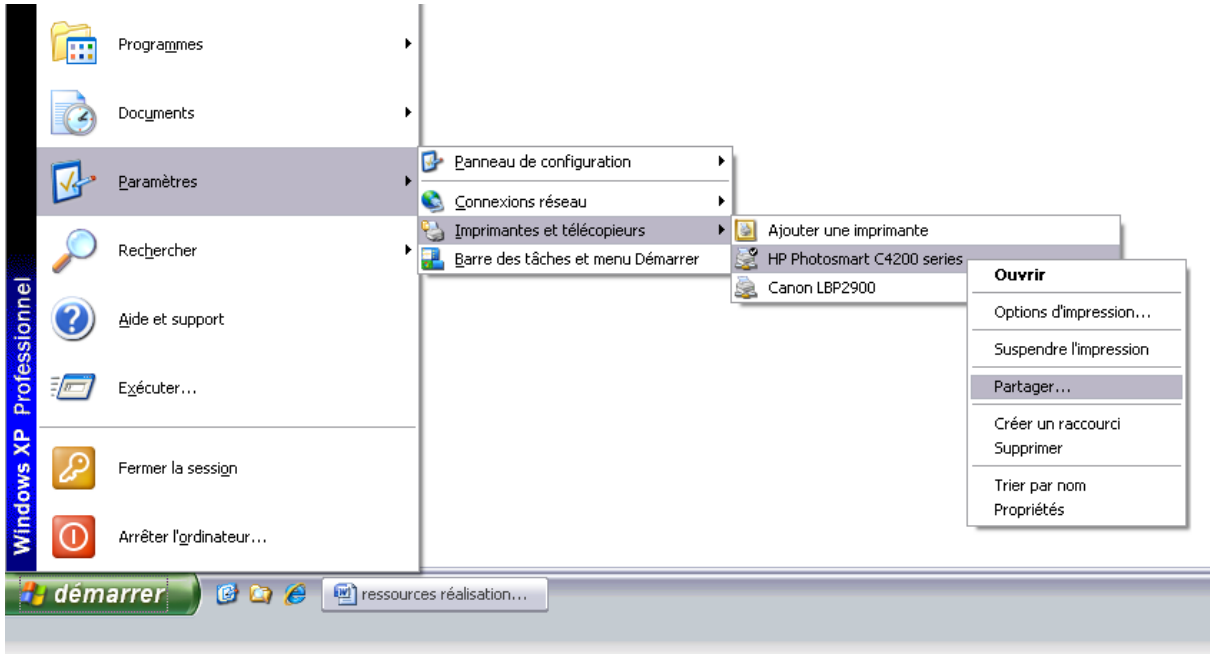 Programmes
Documents
Paramètres
Rechercher
Aide et support
Exécuter...
Fermer la session
Arrêter l'ordinateur...
Windows XP Professionnel
Panneau de configuration
Connexions réseau
Imprimantes et télécopieurs
Barre des tâches et menu Démarrer
Ajouter une imprimante
HP Photosmart C4200 series
Canon LBP2900
Ouvrir
Options d'impression...
Suspendre l'impression
Partager...
Créer un raccourci
Supprimer
Trier par nom
Propriétés
démarrer
ressources réalisation...